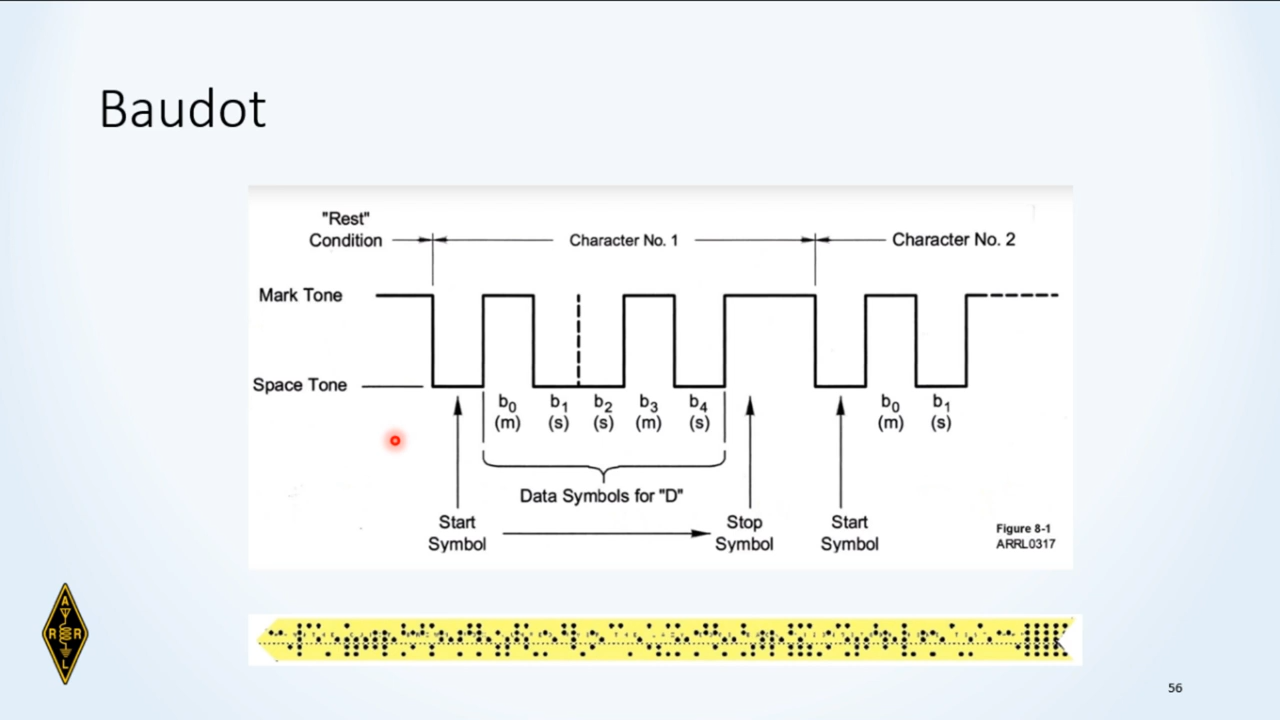 Baudot
"Rest"
Condition
Character No. 1
Character No. 2
Mark Tone
Space Tone
b0 b1 b2 b3 b4 b0 b1
(m) (s) (s) (m) (s) (m) (s)
Data Symbols for "D"
Start
Symbol
Stop
Symbol
Start
Symbol
Figure 8-1
ARRL0317
A
R R
L
56